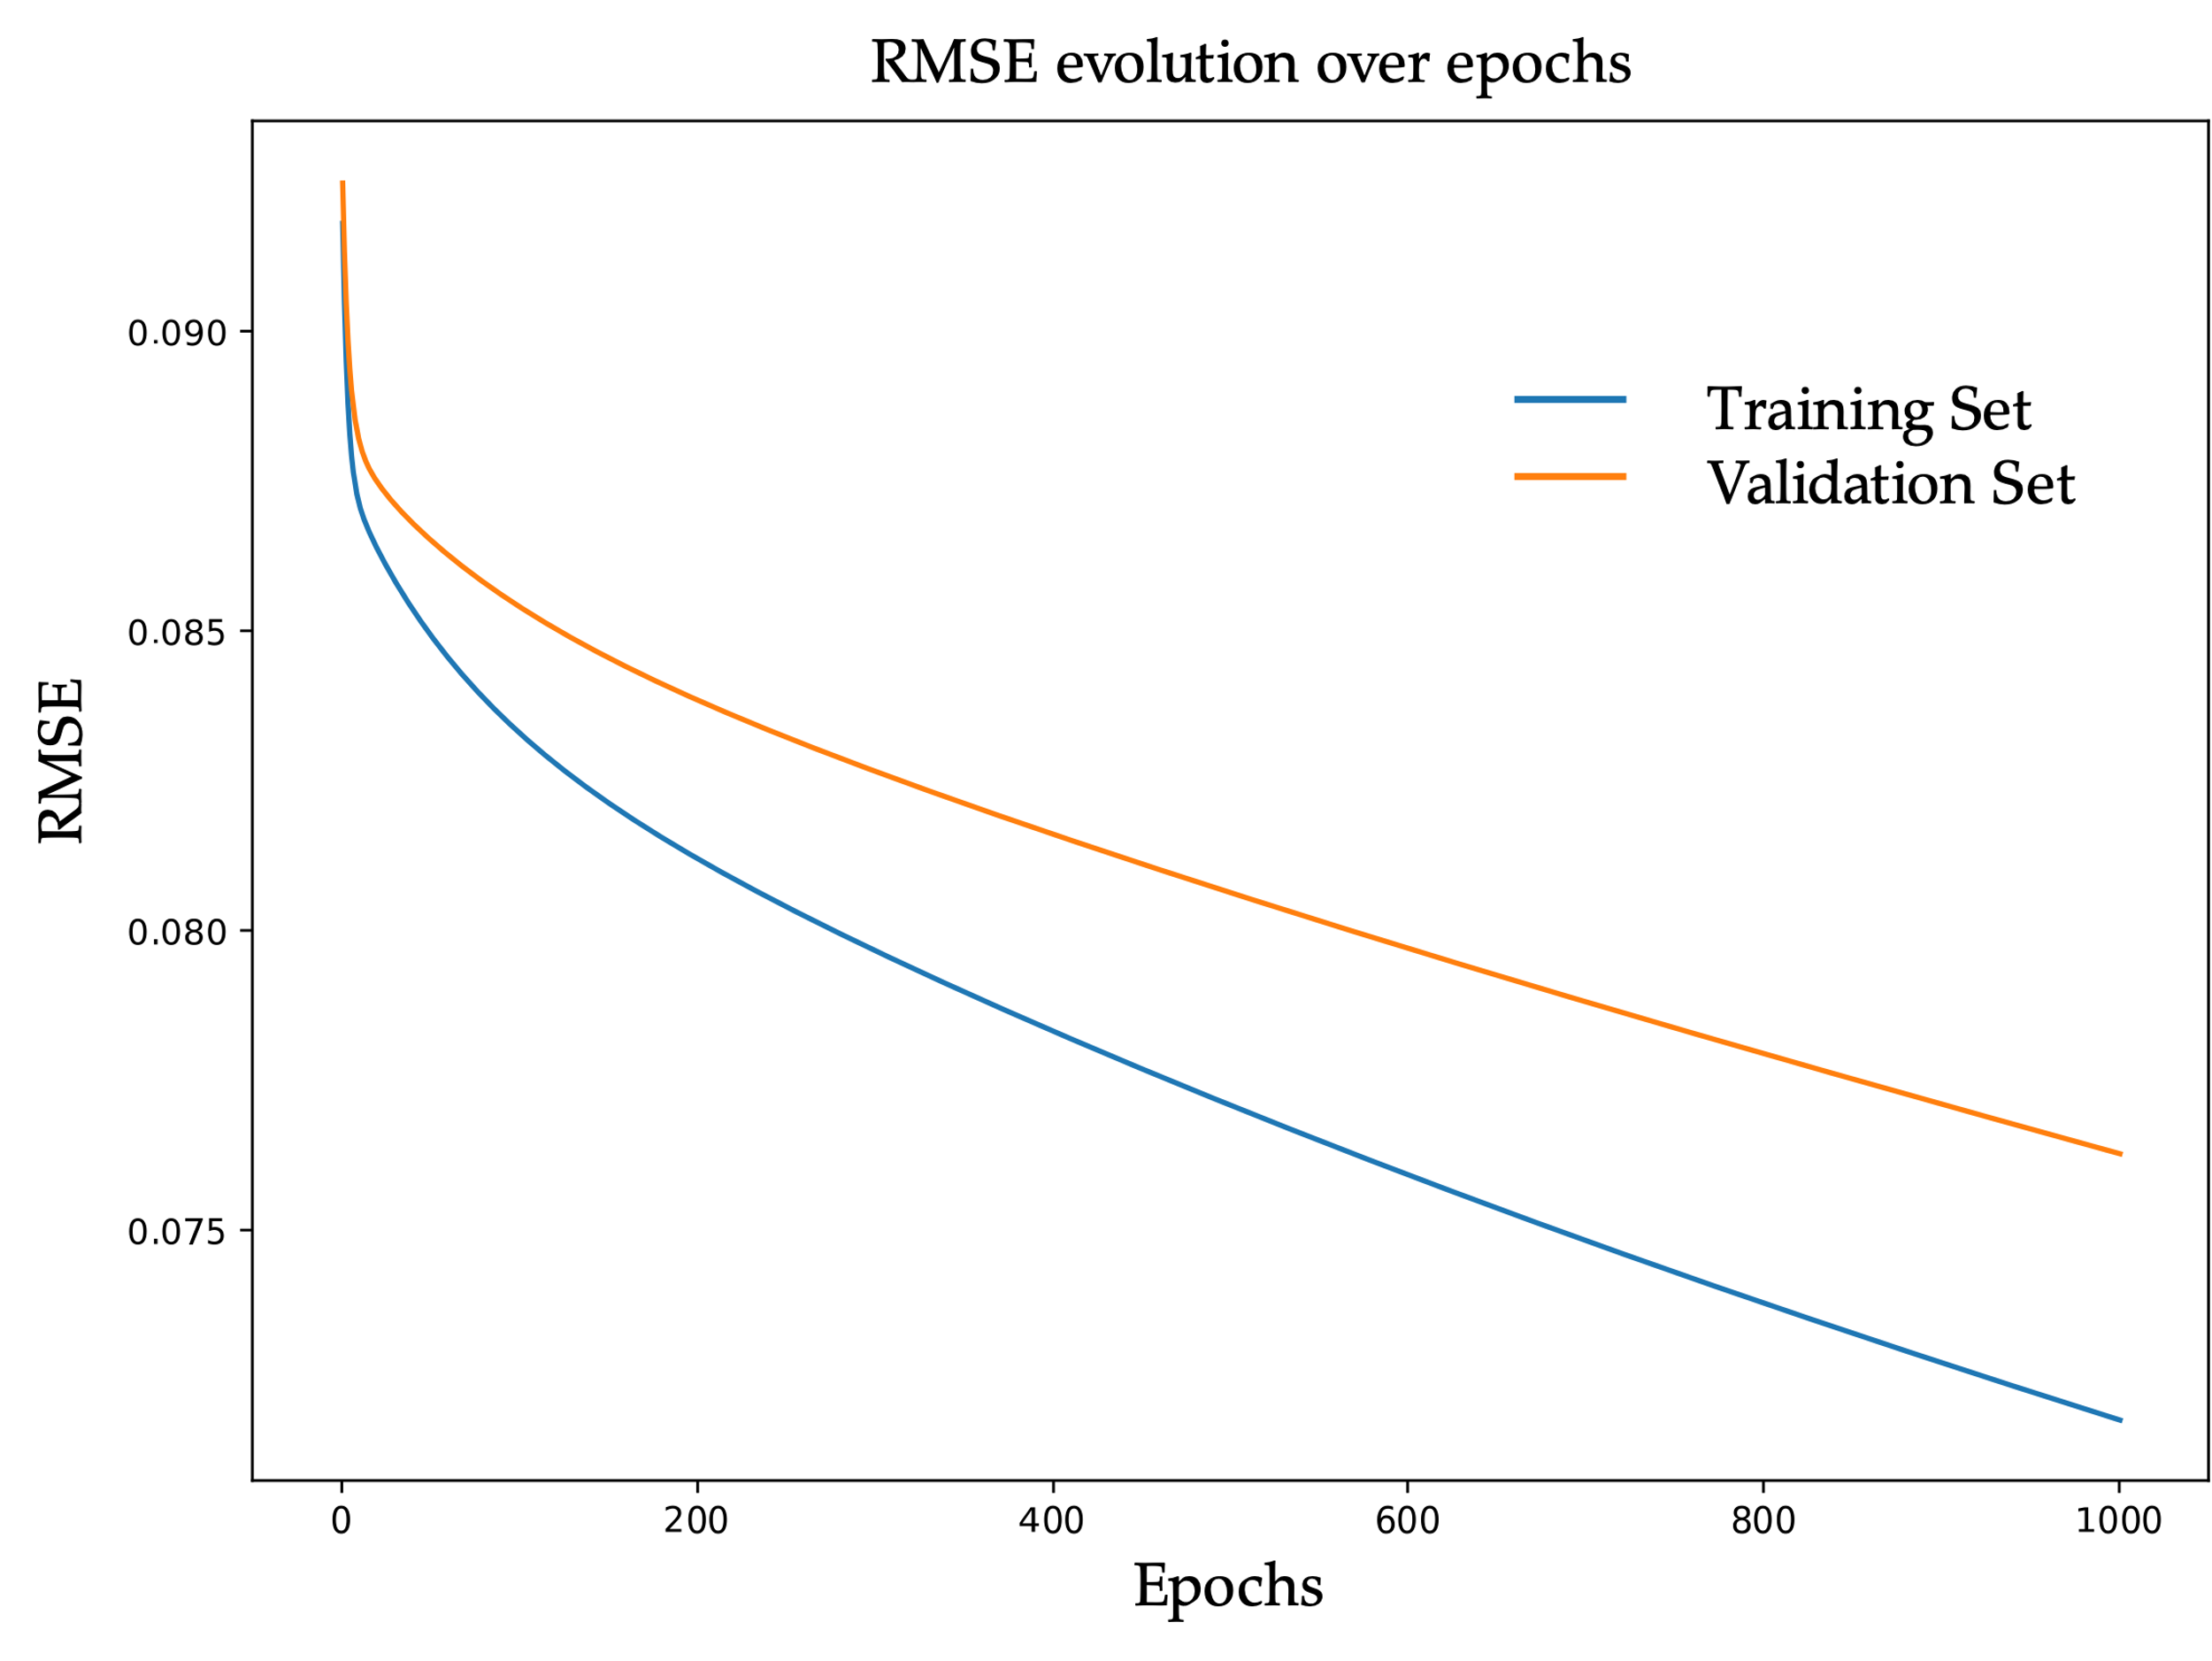 RMSE evolution over epochs
0.090
0.085
0.080
0.075
RMSE
Training Set
Validation Set
0 200 400 600 800 1000
Epochs